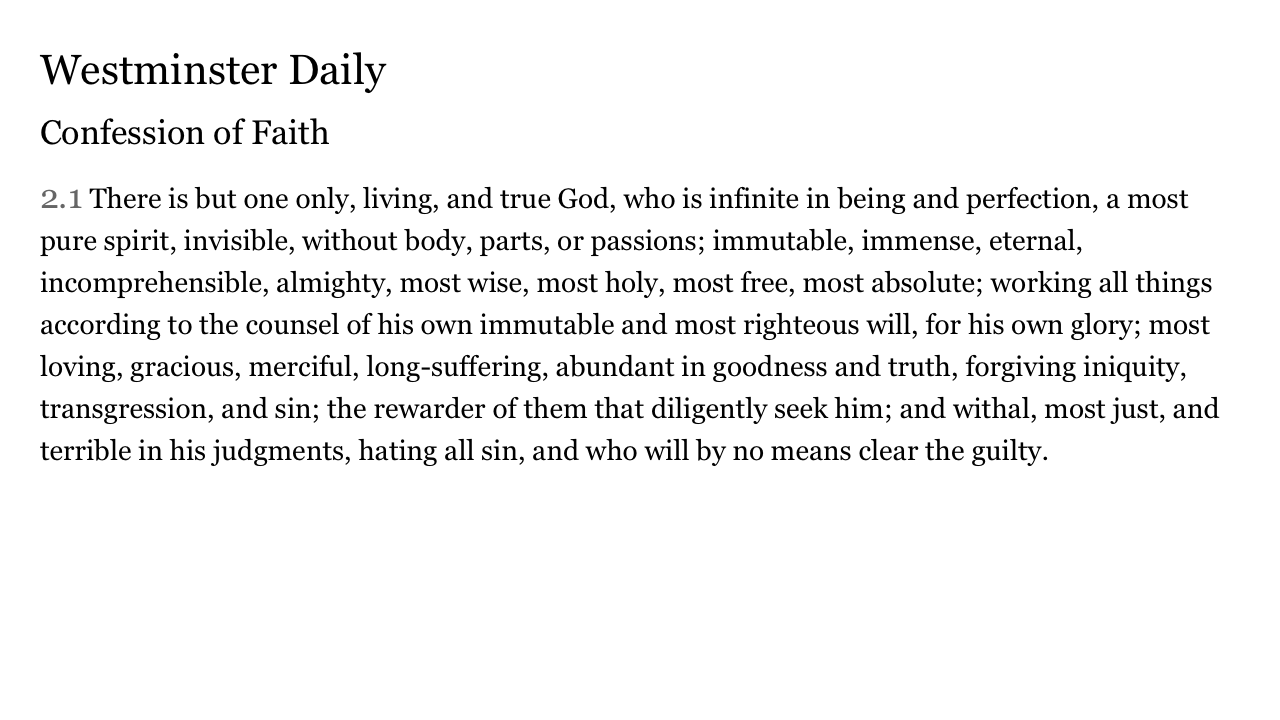 Westminster Daily
Confession of Faith
2.1 There is but one only, living, and true God, who is infinite in being and perfection, a most
pure spirit, invisible, without body, parts, or passions; immutable, immense, eternal,
incomprehensible, almighty, most wise, most holy, most free, most absolute; working all things
according to the counsel of his own immutable and most righteous will, for his own glory; most
loving, gracious, merciful, long-suffering, abundant in goodness and truth, forgiving iniquity,
transgression, and sin; the rewarder of them that diligently seek him; and withal, most just, and
terrible in his judgments, hating all sin, and who will by no means clear the guilty.